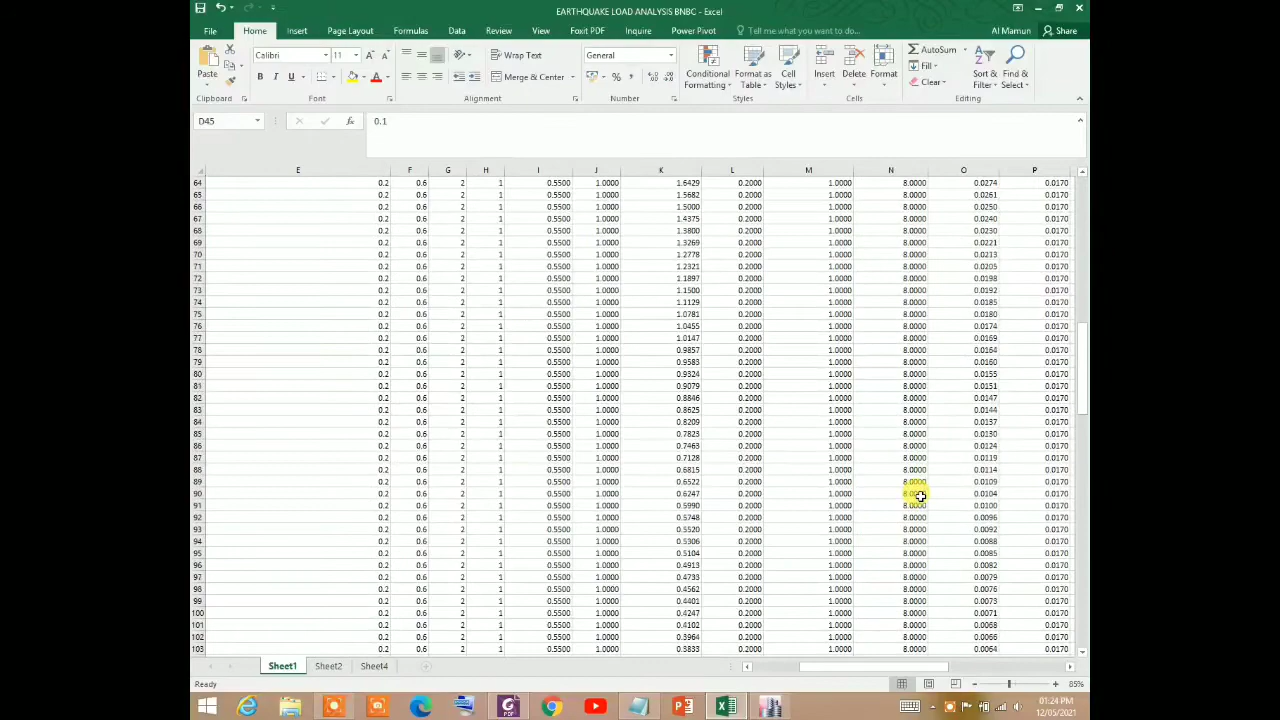 EARTHQUAKE LOAD ANALYSIS BNBC - Excel
File Home Insert Page Layout Formulas Foxit PDF Data Review View Inquire Power Pivot Tell me what you want to do... Al Mamun Share
Paste Calibri 11 Wrap Text General Conditional Formatting Format as Table Cell Styles Insert Delete Format AutoSum Sort & Filter Find & Select
B I U Merge & Center % Fill Clear
Clipboard Font Alignment Number Styles Cells Editing
D45 fx 0.1
E F G H I J K L M N O P
64 0.2 0.6 2 1 0.5500 1.0000 1.6429 0.2000 1.0000 8.0000 0.0274 0.0170
65 0.2 0.6 2 1 0.5500 1.0000 1.5682 0.2000 1.0000 8.0000 0.0261 0.0170
66 0.2 0.6 2 1 0.5500 1.0000 1.5000 0.2000 1.0000 8.0000 0.0250 0.0170
67 0.2 0.6 2 1 0.5500 1.0000 1.4375 0.2000 1.0000 8.0000 0.0240 0.0170
68 0.2 0.6 2 1 0.5500 1.0000 1.3800 0.2000 1.0000 8.0000 0.0230 0.0170
69 0.2 0.6 2 1 0.5500 1.0000 1.3269 0.2000 1.0000 8.0000 0.0221 0.0170
70 0.2 0.6 2 1 0.5500 1.0000 1.2778 0.2000 1.0000 8.0000 0.0213 0.0170
71 0.2 0.6 2 1 0.5500 1.0000 1.2321 0.2000 1.0000 8.0000 0.0205 0.0170
72 0.2 0.6 2 1 0.5500 1.0000 1.1897 0.2000 1.0000 8.0000 0.0198 0.0170
73 0.2 0.6 2 1 0.5500 1.0000 1.1500 0.2000 1.0000 8.0000 0.0192 0.0170
74 0.2 0.6 2 1 0.5500 1.0000 1.1129 0.2000 1.0000 8.0000 0.0185 0.0170
75 0.2 0.6 2 1 0.5500 1.0000 1.0781 0.2000 1.0000 8.0000 0.0180 0.0170
76 0.2 0.6 2 1 0.5500 1.0000 1.0455 0.2000 1.0000 8.0000 0.0174 0.0170
77 0.2 0.6 2 1 0.5500 1.0000 1.0147 0.2000 1.0000 8.0000 0.0169 0.0170
78 0.2 0.6 2 1 0.5500 1.0000 0.9857 0.2000 1.0000 8.0000 0.0164 0.0170
79 0.2 0.6 2 1 0.5500 1.0000 0.9583 0.2000 1.0000 8.0000 0.0160 0.0170
80 0.2 0.6 2 1 0.5500 1.0000 0.9324 0.2000 1.0000 8.0000 0.0155 0.0170
81 0.2 0.6 2 1 0.5500 1.0000 0.9079 0.2000 1.0000 8.0000 0.0151 0.0170
82 0.2 0.6 2 1 0.5500 1.0000 0.8846 0.2000 1.0000 8.0000 0.0147 0.0170
83 0.2 0.6 2 1 0.5500 1.0000 0.8625 0.2000 1.0000 8.0000 0.0144 0.0170
84 0.2 0.6 2 1 0.5500 1.0000 0.8209 0.2000 1.0000 8.0000 0.0137 0.0170
85 0.2 0.6 2 1 0.5500 1.0000 0.7823 0.2000 1.0000 8.0000 0.0130 0.0170
86 0.2 0.6 2 1 0.5500 1.0000 0.7463 0.2000 1.0000 8.0000 0.0124 0.0170
87 0.2 0.6 2 1 0.5500 1.0000 0.7128 0.2000 1.0000 8.0000 0.0119 0.0170
88 0.2 0.6 2 1 0.5500 1.0000 0.6815 0.2000 1.0000 8.0000 0.0114 0.0170
89 0.2 0.6 2 1 0.5500 1.0000 0.6522 0.2000 1.0000 8.0000 0.0109 0.0170
90 0.2 0.6 2 1 0.5500 1.0000 0.6247 0.2000 1.0000 0.0104 0.0170
91 0.2 0.6 2 1 0.5500 1.0000 0.5990 0.2000 1.0000 8.0000 0.0100 0.0170
92 0.2 0.6 2 1 0.5500 1.0000 0.5748 0.2000 1.0000 8.0000 0.0096 0.0170
93 0.2 0.6 2 1 0.5500 1.0000 0.5520 0.2000 1.0000 8.0000 0.0092 0.0170
94 0.2 0.6 2 1 0.5500 1.0000 0.5306 0.2000 1.0000 8.0000 0.0088 0.0170
95 0.2 0.6 2 1 0.5500 1.0000 0.5104 0.2000 1.0000 8.0000 0.0085 0.0170
96 0.2 0.6 2 1 0.5500 1.0000 0.4913 0.2000 1.0000 8.0000 0.0082 0.0170
97 0.2 0.6 2 1 0.5500 1.0000 0.4733 0.2000 1.0000 8.0000 0.0079 0.0170
98 0.2 0.6 2 1 0.5500 1.0000 0.4562 0.2000 1.0000 8.0000 0.0076 0.0170
99 0.2 0.6 2 1 0.5500 1.0000 0.4401 0.2000 1.0000 8.0000 0.0073 0.0170
100 0.2 0.6 2 1 0.5500 1.0000 0.4247 0.2000 1.0000 8.0000 0.0071 0.0170
101 0.2 0.6 2 1 0.5500 1.0000 0.4102 0.2000 1.0000 8.0000 0.0068 0.0170
102 0.2 0.6 2 1 0.5500 1.0000 0.3964 0.2000 1.0000 8.0000 0.0066 0.0170
103 0.2 0.6 2 1 0.5500 1.0000 0.3833 0.2000 1.0000 8.0000 0.0064 0.0170
Sheet1 Sheet2 Sheet4
Ready 85%
01:24 PM
12/05/2021